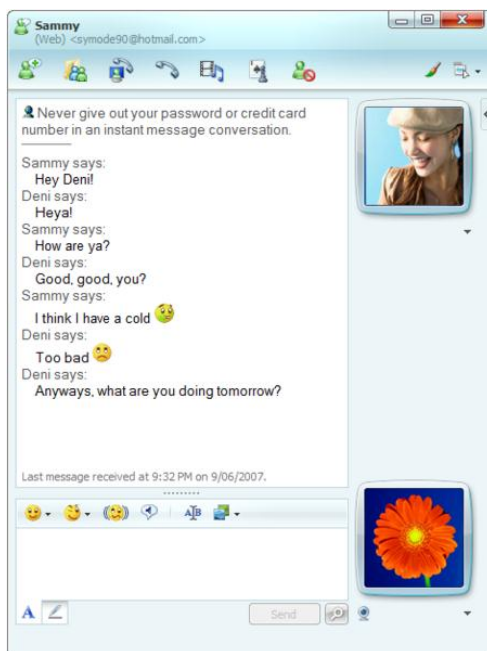 Sammy
(Web) <symode90@hotmail.com>
Never give out your password or credit card
number in an instant message conversation.
Sammy says:
Hey Deni!
Deni says:
Heya!
Sammy says:
How are ya?
Deni says:
Good, good, you?
Sammy says:
I think I have a cold
Deni says:
Too bad
Deni says:
Anyways, what are you doing tomorrow?
Last message received at 9:32 PM on 9/06/2007.
A Send